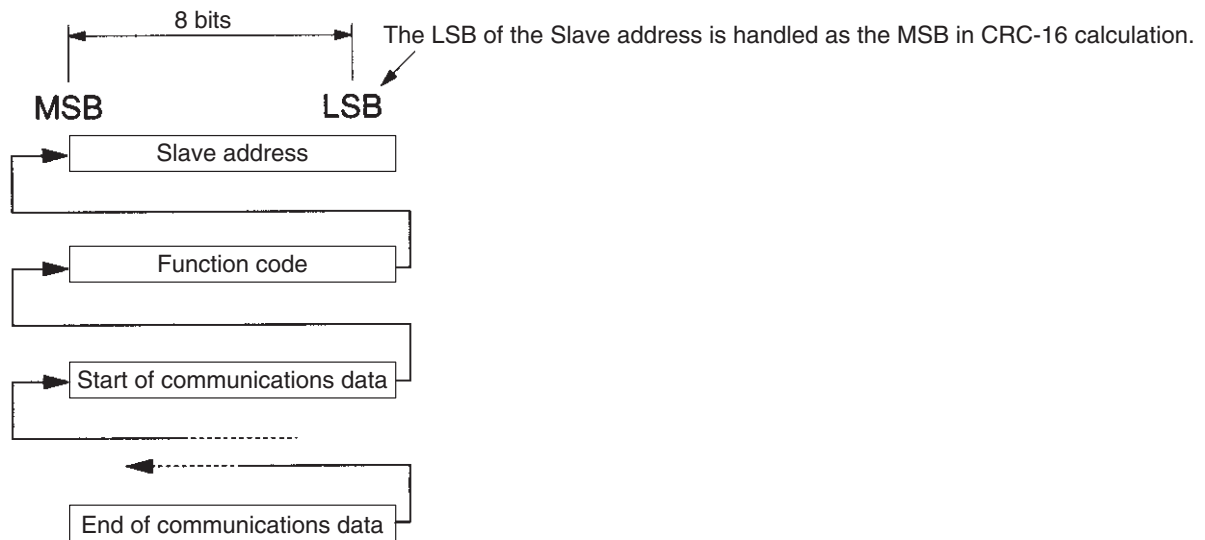 8 bits
The LSB of the Slave address is handled as the MSB in CRC-16 calculation.
MSB LSB
Slave address
Function code
Start of communications data
End of communications data